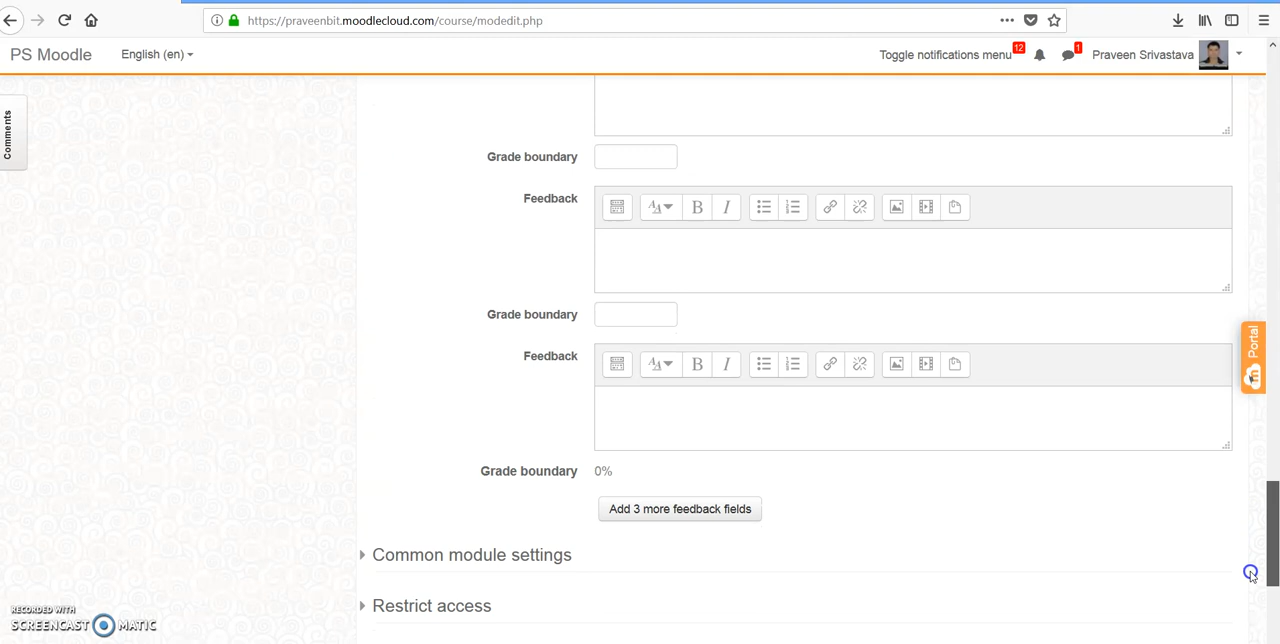 https://praveenbit.moodlecloud.com/course/modedit.php
PS Moodle
English (en)
Toggle notifications menu
12
1
Praveen Srivastava
Comments
Grade boundary
Feedback
B I
Grade boundary
Feedback
B I
Portal
Grade boundary
0%
Add 3 more feedback fields
Common module settings
Restrict access
RECORDED WITH
SCREENCAST MATIC